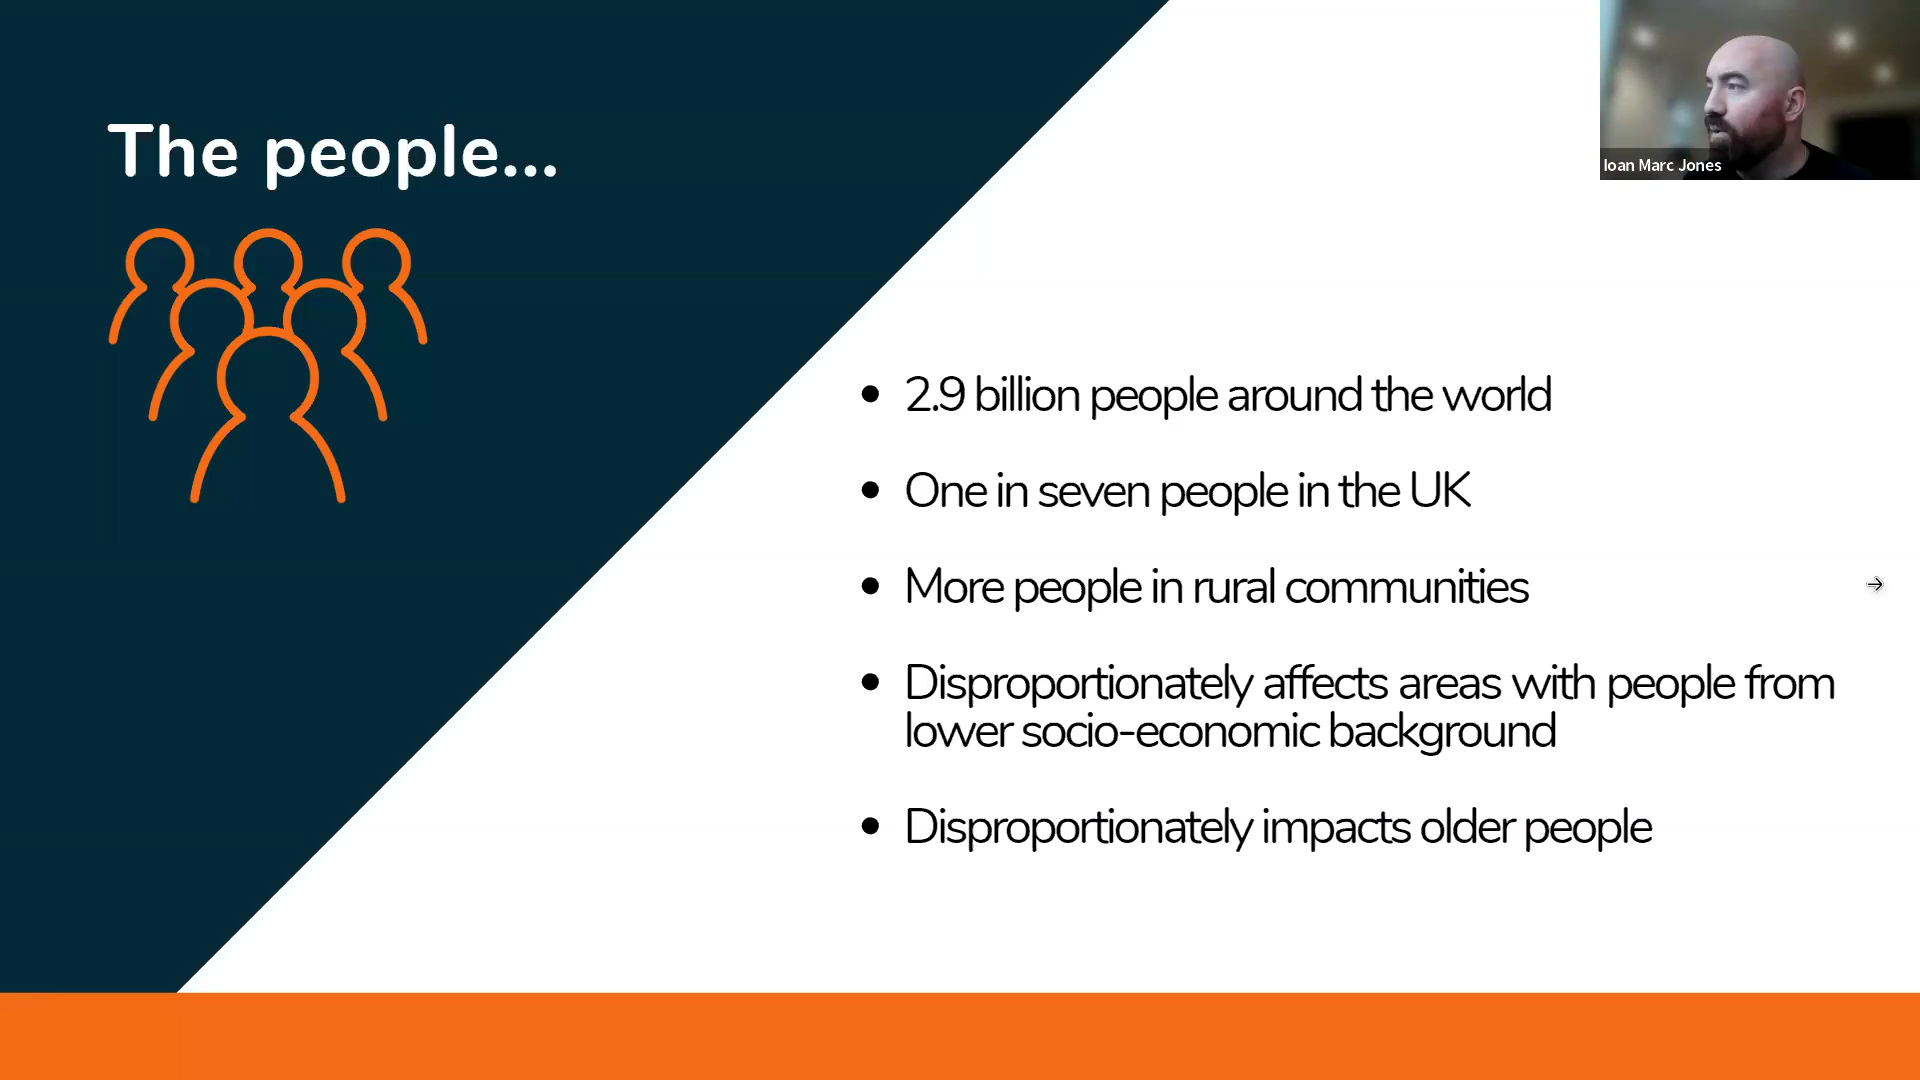 The people...
Ioan Marc Jones
• 2.9 billion people around the world
• One in seven people in the UK
• More people in rural communities
• Disproportionately affects areas with people from
lower socio-economic background
• Disproportionately impacts older people